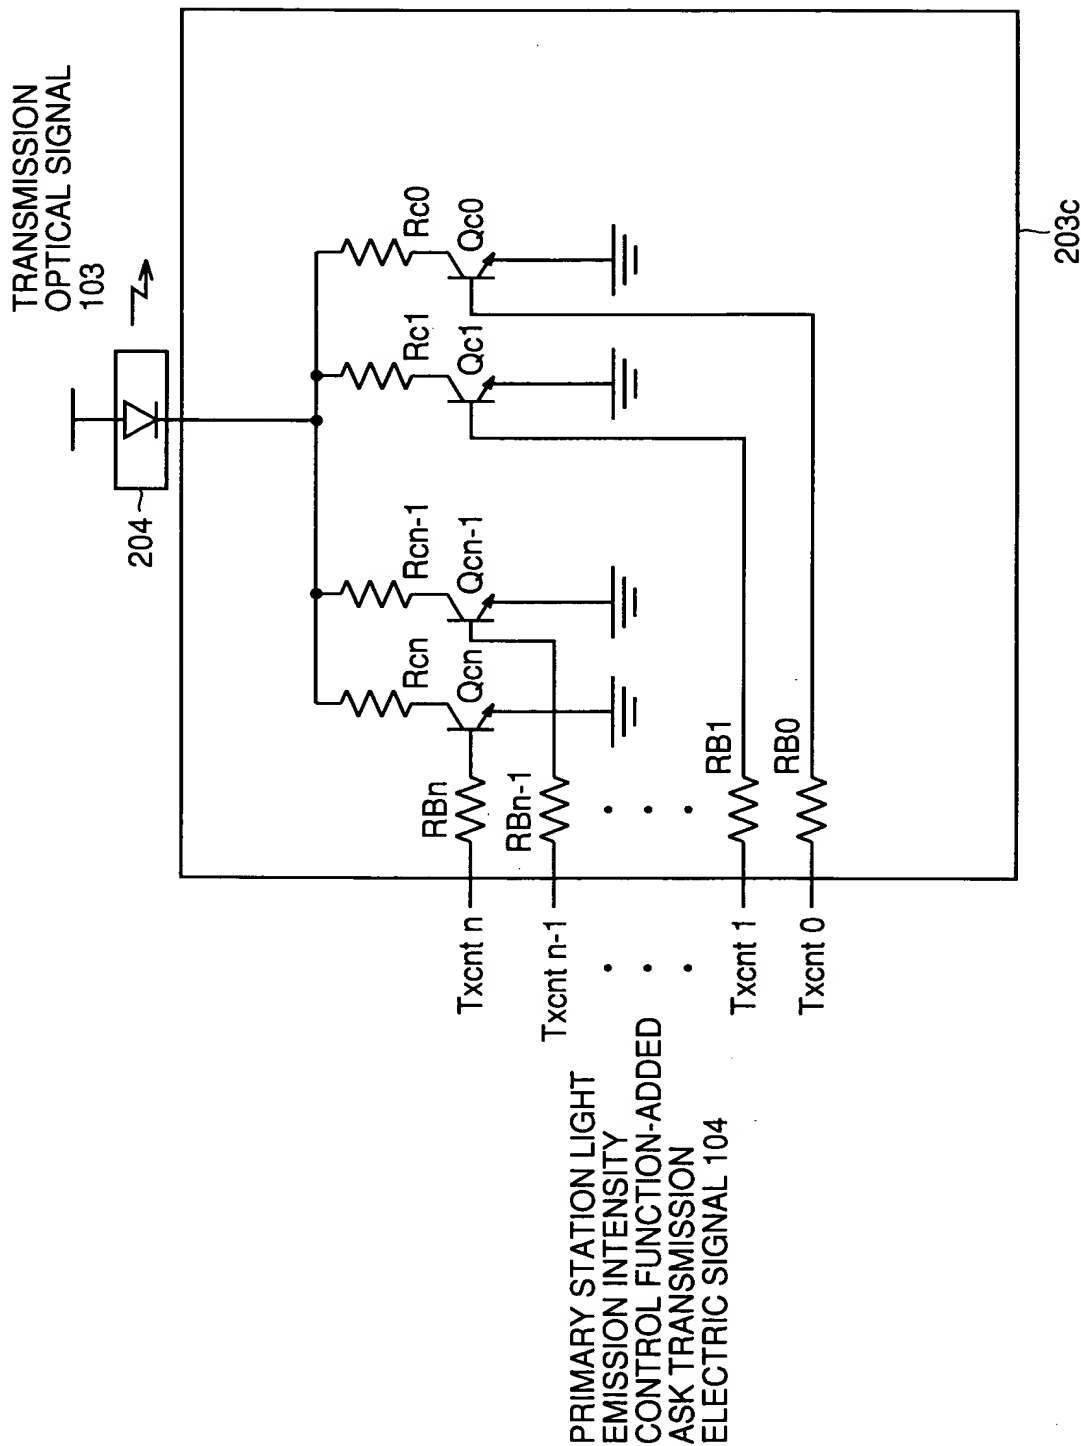 TRANSMISSION
OPTICAL SIGNAL
103
204
Rcn
Rcn-1
Rc1
Rc0
Qcn
Qcn-1
Qc1
Qc0
RBn
RBn-1
RB1
RB0
Txcnt n
Txcnt n-1
Txcnt 1
Txcnt 0
PRIMARY STATION LIGHT
EMISSION INTENSITY
CONTROL FUNCTION-ADDED
ASK TRANSMISSION
ELECTRIC SIGNAL 104
203c